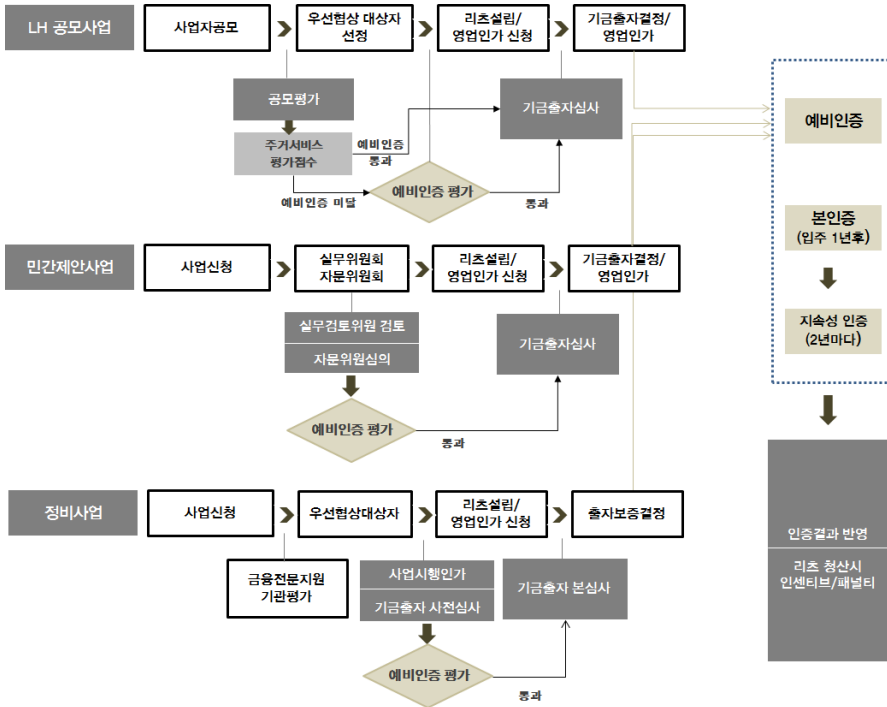 LH 공모사업
사업자공모
우선협상 대상자
선정
리츠설립/
영업인가 신청
기금출자결정/
영업인가
공모평가
주거서비스
평가점수
예비인증
통과
예비인증 미달
예비인증 평가
통과
기금출자심사
민간제안사업
사업신청
실무위원회
자문위원회
리츠설립/
영업인가 신청
기금출자결정/
영업인가
실무검토위원 검토
자문위원심의
예비인증 평가
통과
기금출자심사
정비사업
사업신청
우선협상대상자
리츠설립/
영업인가 신청
출자보증결정
금융전문지원
기관평가
사업시행인가
기금출자 사전심사
예비인증 평가
통과
기금출자 본심사
예비인증
본인증
(입주 1년후)
지속성 인증
(2년마다)
인증결과 반영
리츠 청산시
인센티브/패널티